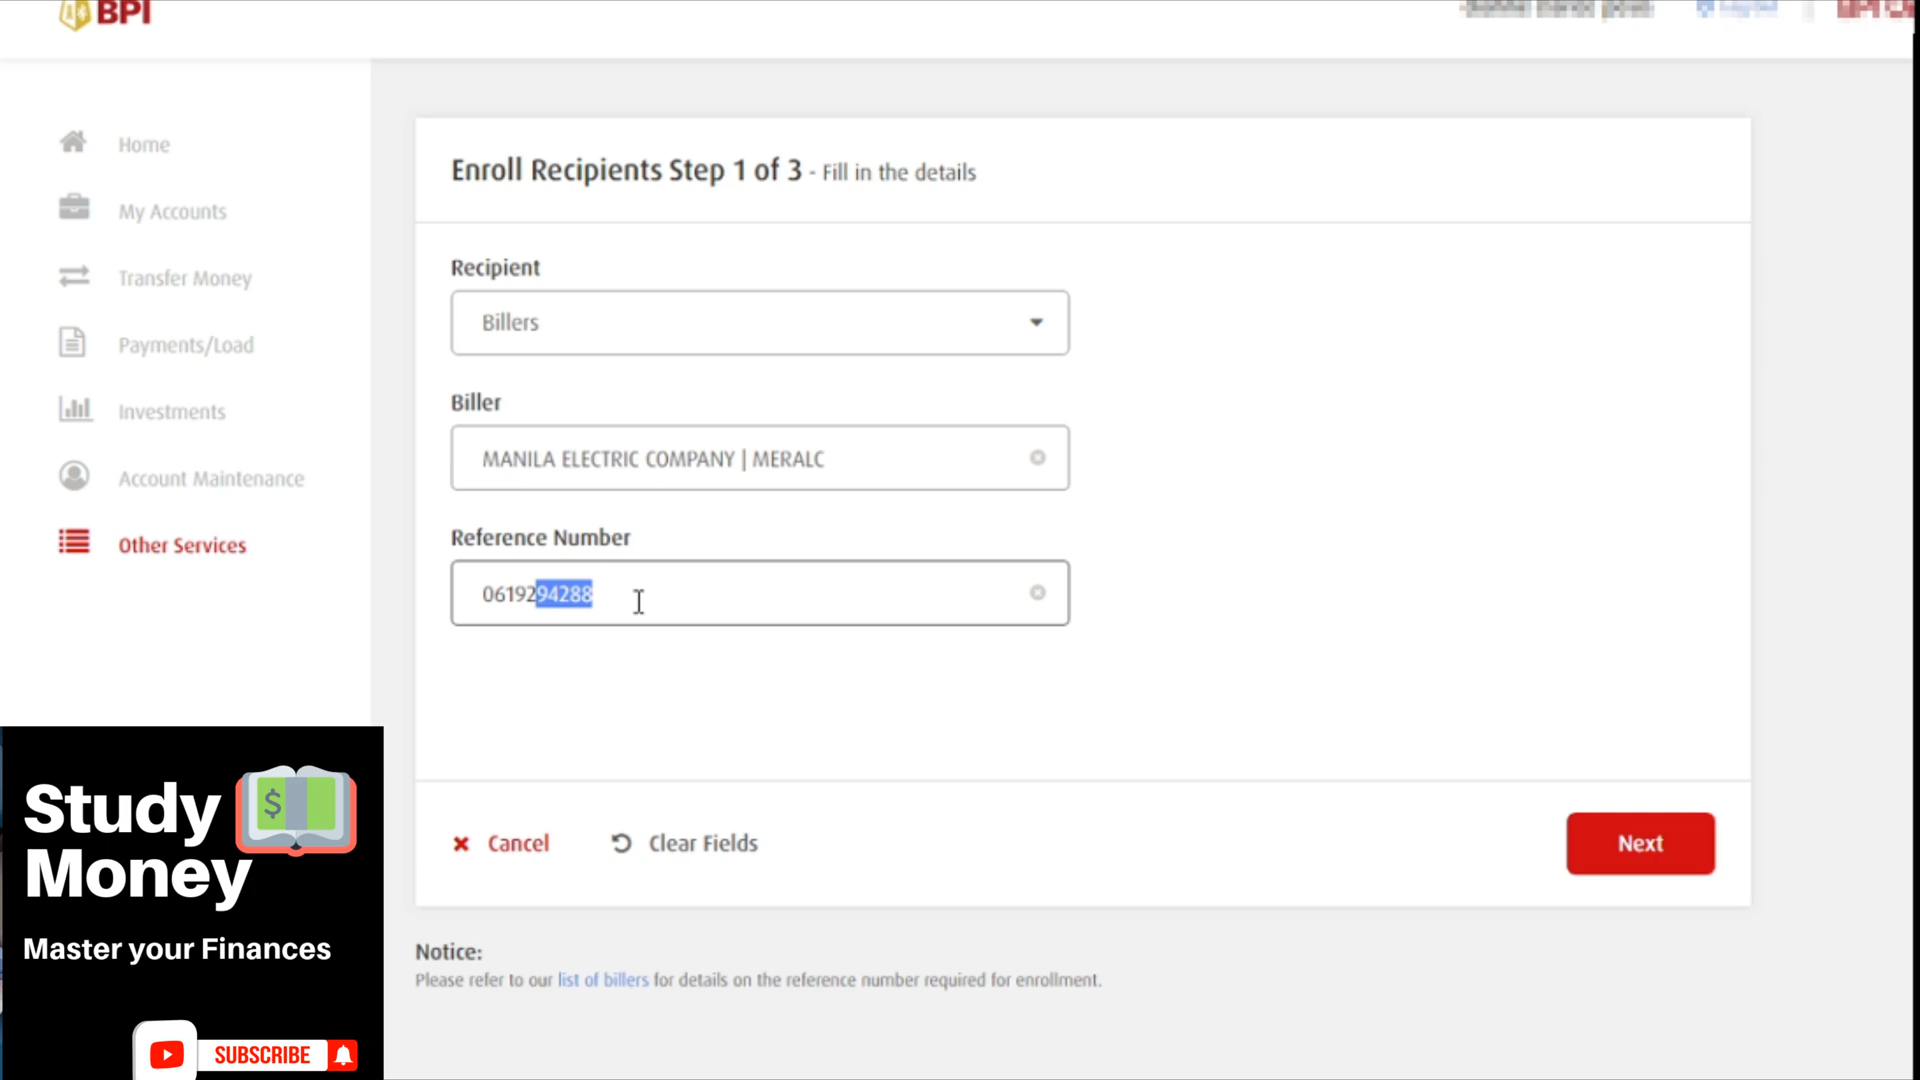 BPI
Home
My Accounts
Transfer Money
Payments/Load
Investments
Account Maintenance
Other Services
Enroll Recipients Step 1 of 3 - Fill in the details
Recipient
Billers
Biller
MANILA ELECTRIC COMPANY | MERALC
Reference Number
0619294288
Cancel
Clear Fields
Next
Notice:
Please refer to our list of billers for details on the reference number required for enrollment.
Study
Money
$
Master your Finances
SUBSCRIBE